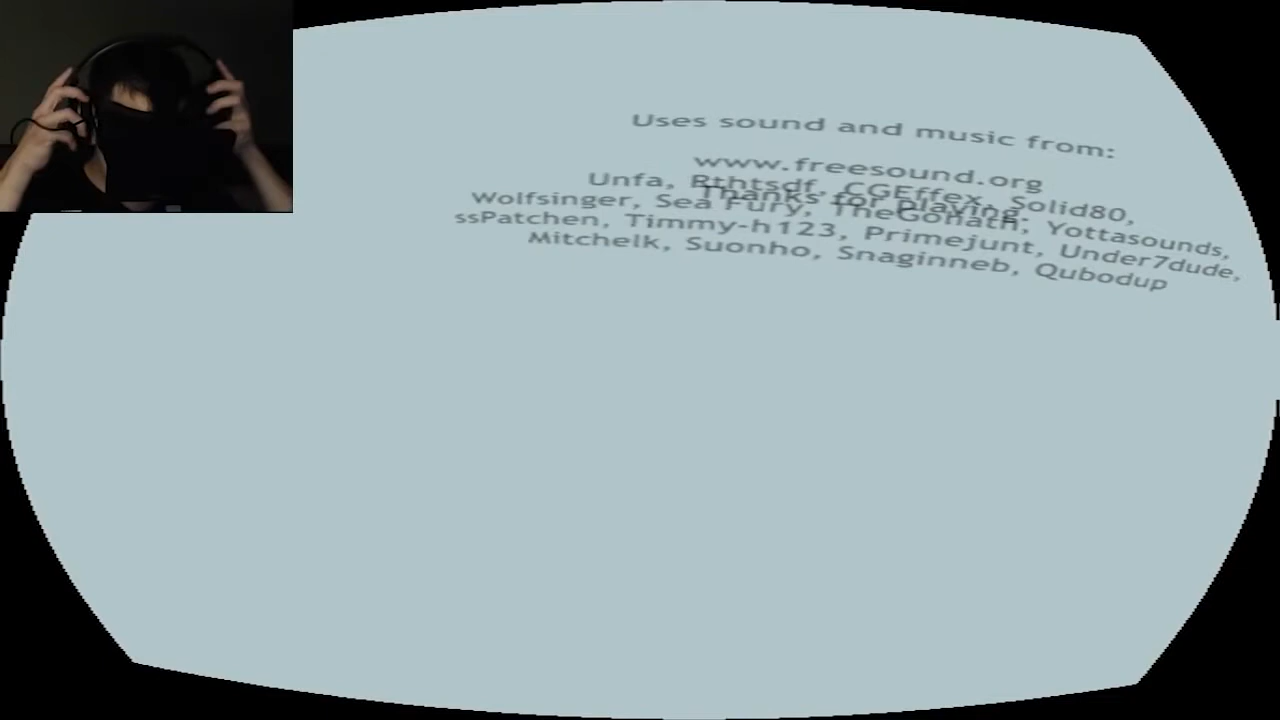 Uses sound and music from:
www.freesound.org
Unfa, Rthtsdf, CGEffex, Solid80,
Thanks for playing.
Wolfsinger, Sea Fury, TheGoliath, Yottasounds,
ssPatchen, Timmy-h123, Primejunt, Under7dude,
Mitchelk, Suonho, Snaginneb, Qubodup